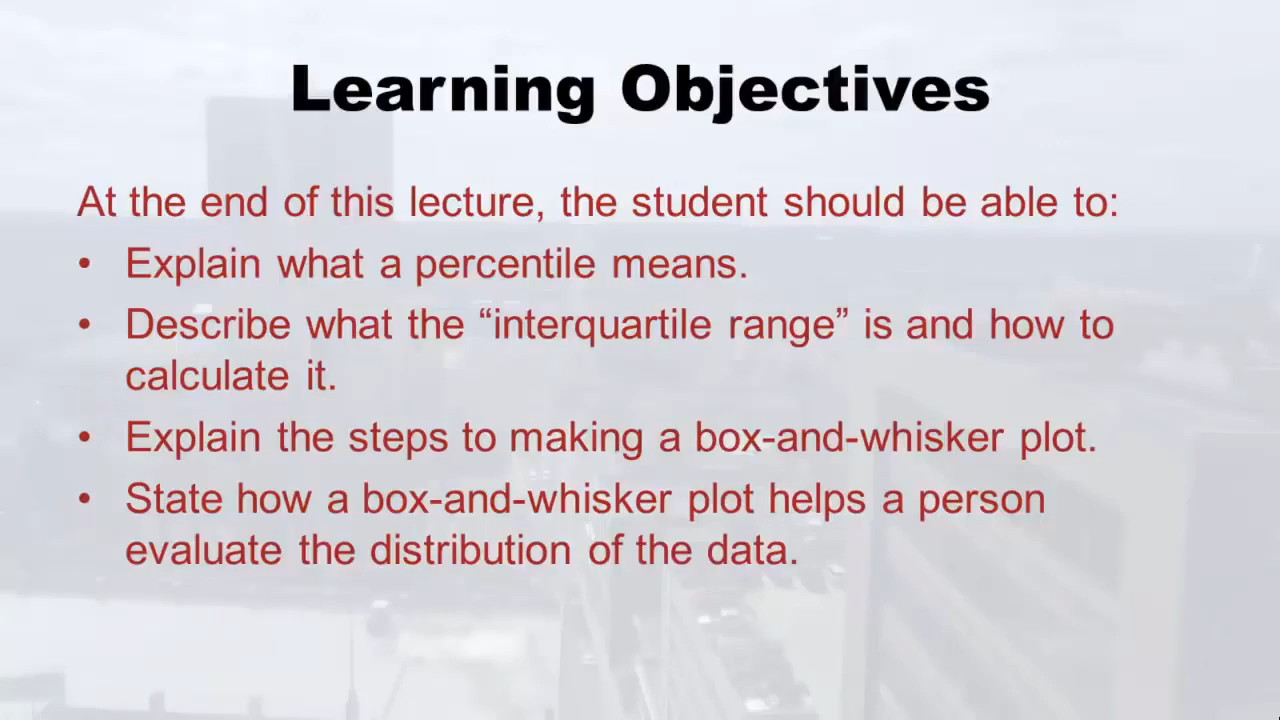 Learning Objectives
At the end of this lecture, the student should be able to:
• Explain what a percentile means.
• Describe what the “interquartile range” is and how to
calculate it.
• Explain the steps to making a box-and-whisker plot.
• State how a box-and-whisker plot helps a person
evaluate the distribution of the data.